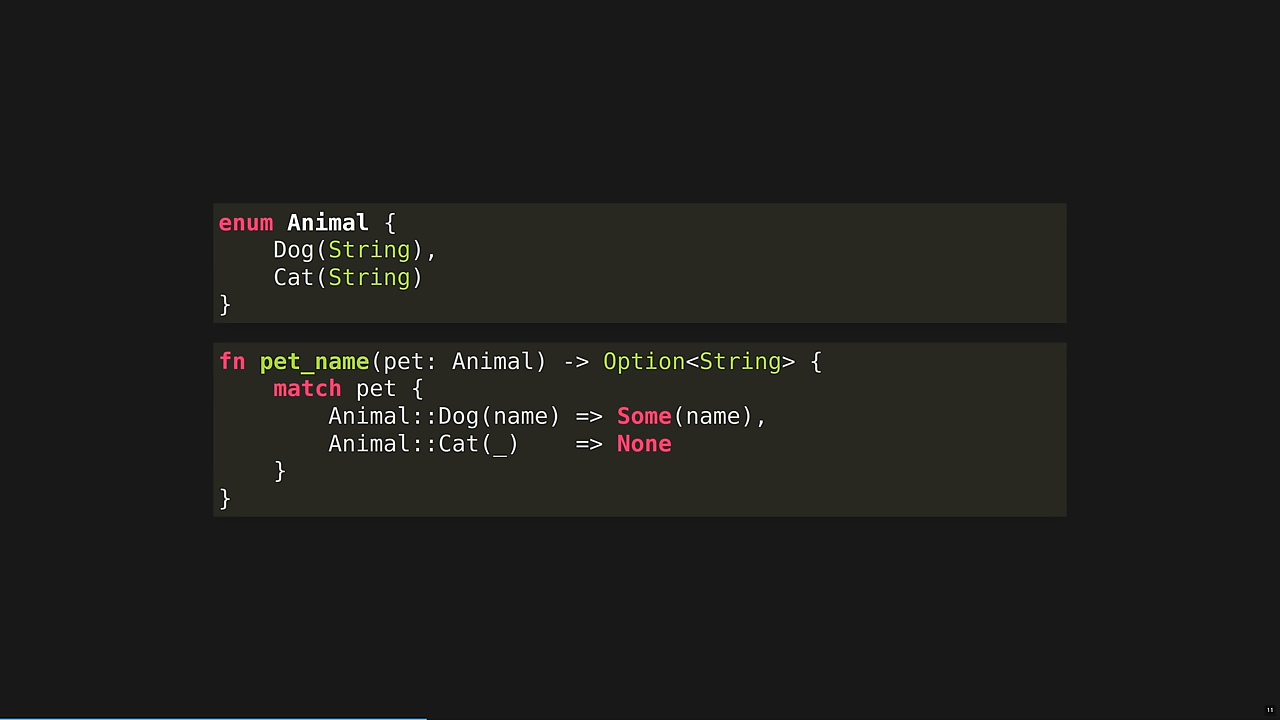 enum Animal {
    Dog(String),
    Cat(String)
}
fn pet_name(pet: Animal) -> Option<String> {
    match pet {
        Animal::Dog(name) => Some(name),
        Animal::Cat(_)    => None
    }
}
11